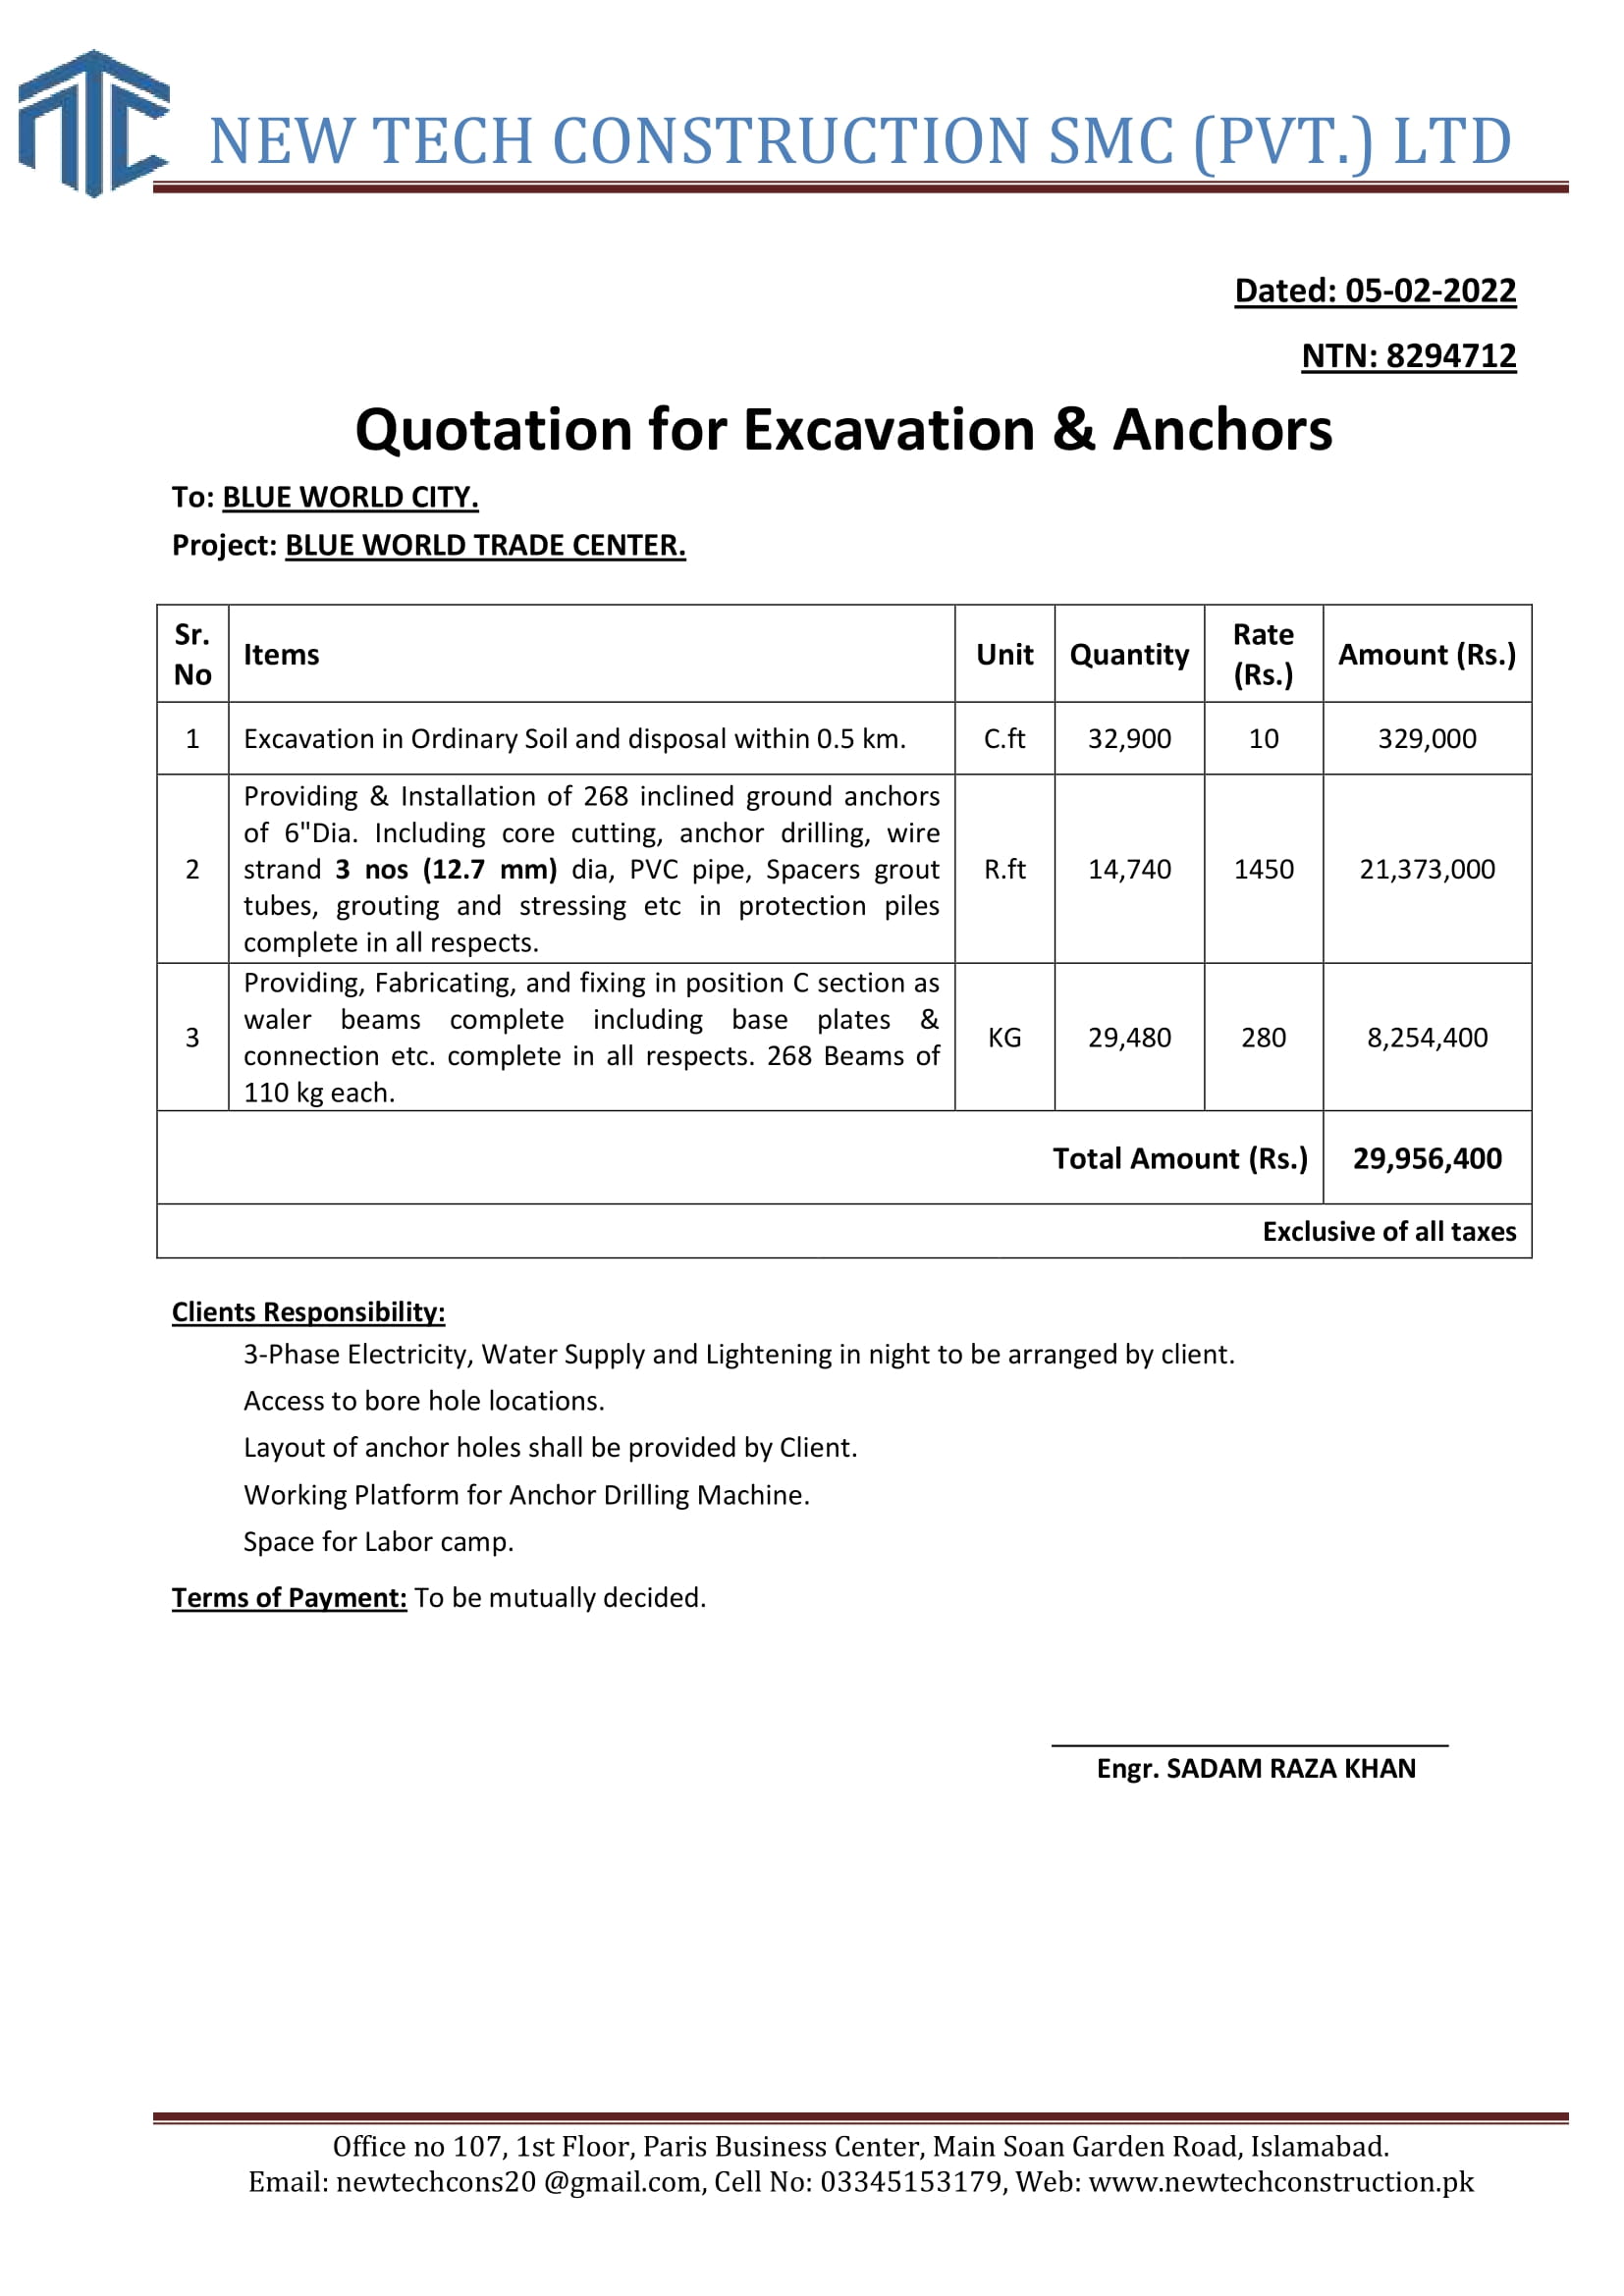 NTC
NEW TECH CONSTRUCTION SMC (PVT.) LTD
Dated: 05-02-2022
NTN: 8294712
Quotation for Excavation & Anchors
To: BLUE WORLD CITY.
Project: BLUE WORLD TRADE CENTER.
Sr. No Items Unit Quantity Rate (Rs.) Amount (Rs.)
1 Excavation in Ordinary Soil and disposal within 0.5 km. C.ft 32,900 10 329,000
Providing & Installation of 268 inclined ground anchors
of 6"Dia. Including core cutting, anchor drilling, wire
2 strand 3 nos (12.7 mm) dia, PVC pipe, Spacers grout R.ft 14,740 1450 21,373,000
tubes, grouting and stressing etc in protection piles
complete in all respects.
Providing, Fabricating, and fixing in position C section as
waler beams complete including base plates &
3 connection etc. complete in all respects. 268 Beams of KG 29,480 280 8,254,400
110 kg each.
Total Amount (Rs.) 29,956,400
Exclusive of all taxes
Clients Responsibility:
3-Phase Electricity, Water Supply and Lightening in night to be arranged by client.
Access to bore hole locations.
Layout of anchor holes shall be provided by Client.
Working Platform for Anchor Drilling Machine.
Space for Labor camp.
Terms of Payment: To be mutually decided.
Engr. SADAM RAZA KHAN
Office no 107, 1st Floor, Paris Business Center, Main Soan Garden Road, Islamabad.
Email: newtechcons20 @gmail.com, Cell No: 03345153179, Web: www.newtechconstruction.pk